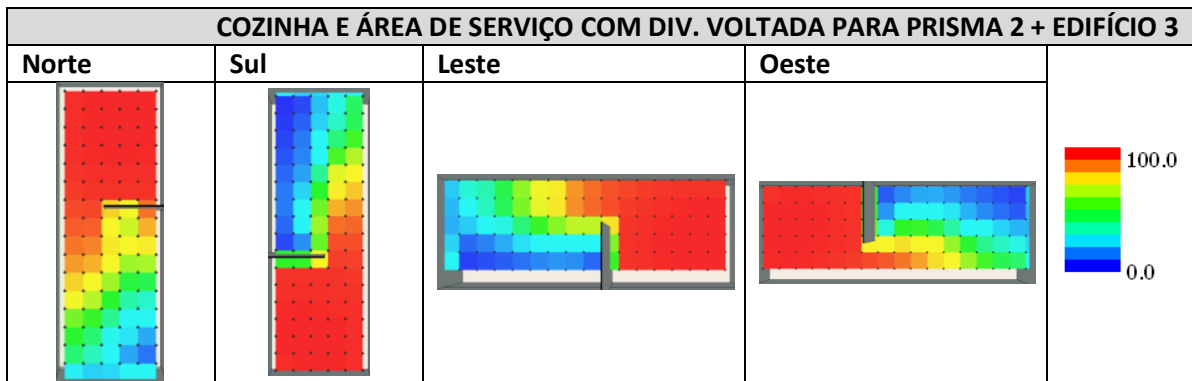 COZINHA E ÁREA DE SERVIÇO COM DIV. VOLTADA PARA PRISMA 2 + EDIFÍCIO 3
Norte Sul Leste Oeste
100.0
0.0